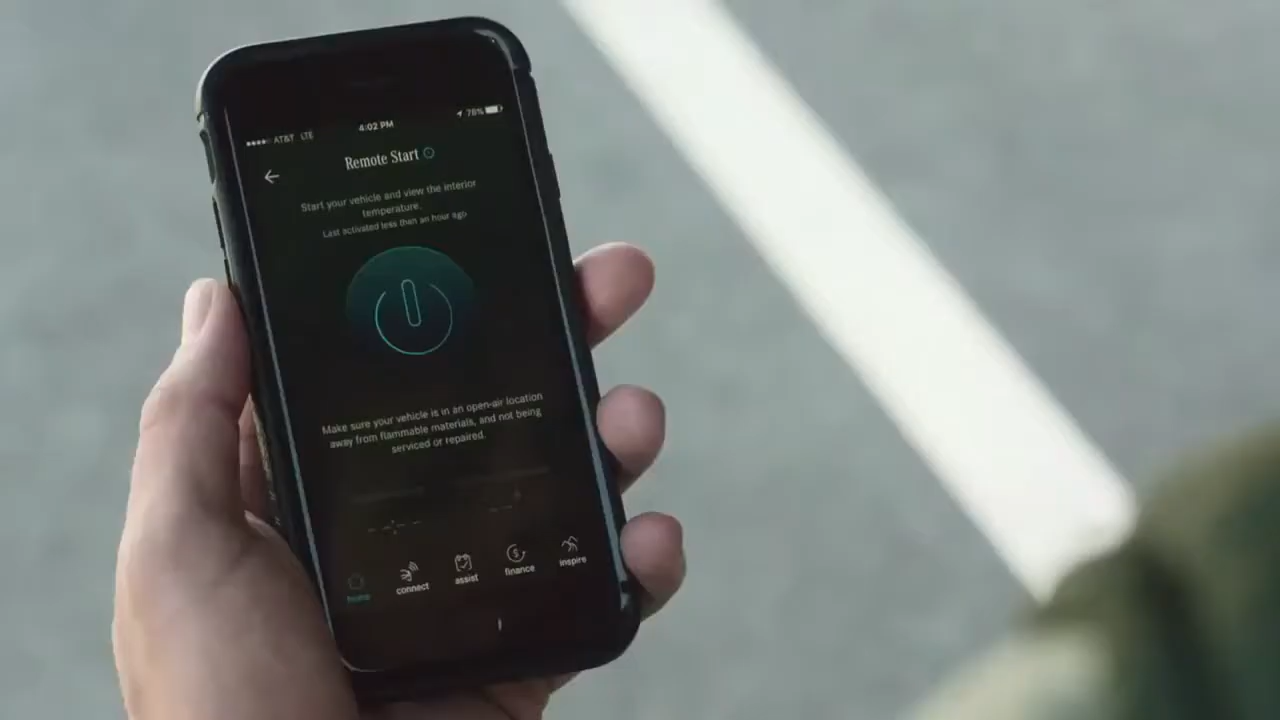 AT&T LTE 4:02 PM 78%
Remote Start
Start your vehicle and view the interior
temperature.
Last activated less than an hour ago
Make sure your vehicle is in an open-air location
away from flammable materials, and not being
serviced or repaired.
home connect assist finance inspire